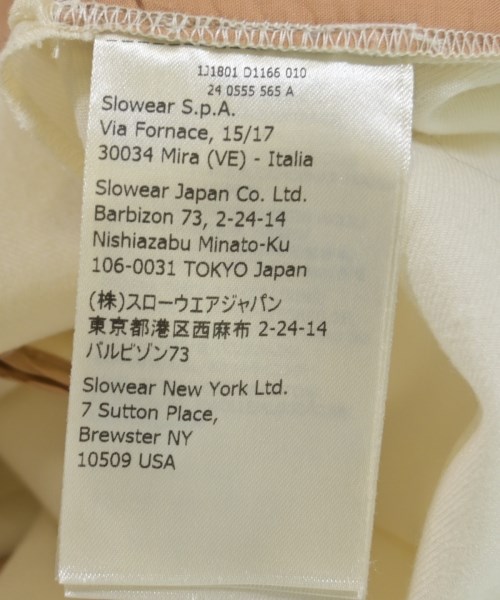 1J1801 D1166 010
24 0555 565 A
Slowear S.p.A.
Via Fornace, 15/17
30034 Mira (VE) - Italia
Slowear Japan Co. Ltd.
Barbizon 73, 2-24-14
Nishiazabu Minato-Ku
106-0031 TOKYO Japan
(株)スローウエアジャパン
東京都港区西麻布 2-24-14
バルビゾン73
Slowear New York Ltd.
7 Sutton Place,
Brewster NY
10509 USA